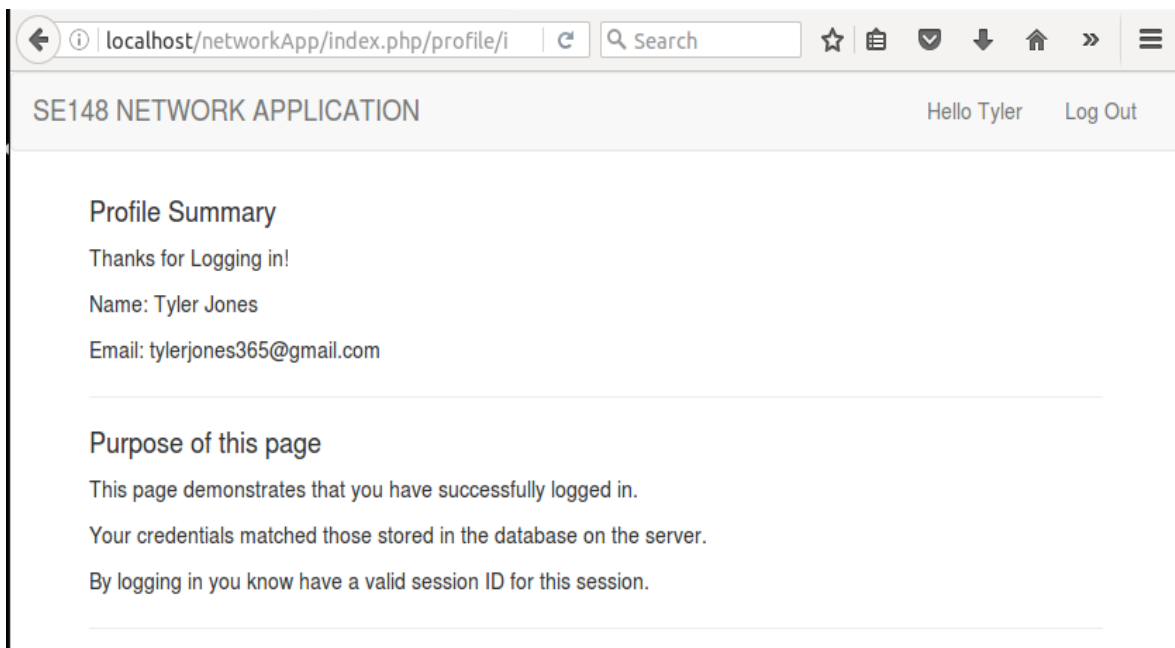 localhost/networkApp/index.php/profile/i
Search
SE148 NETWORK APPLICATION
Hello Tyler
Log Out
Profile Summary
Thanks for Logging in!
Name: Tyler Jones
Email: tylerjones365@gmail.com
Purpose of this page
This page demonstrates that you have successfully logged in.
Your credentials matched those stored in the database on the server.
By logging in you know have a valid session ID for this session.